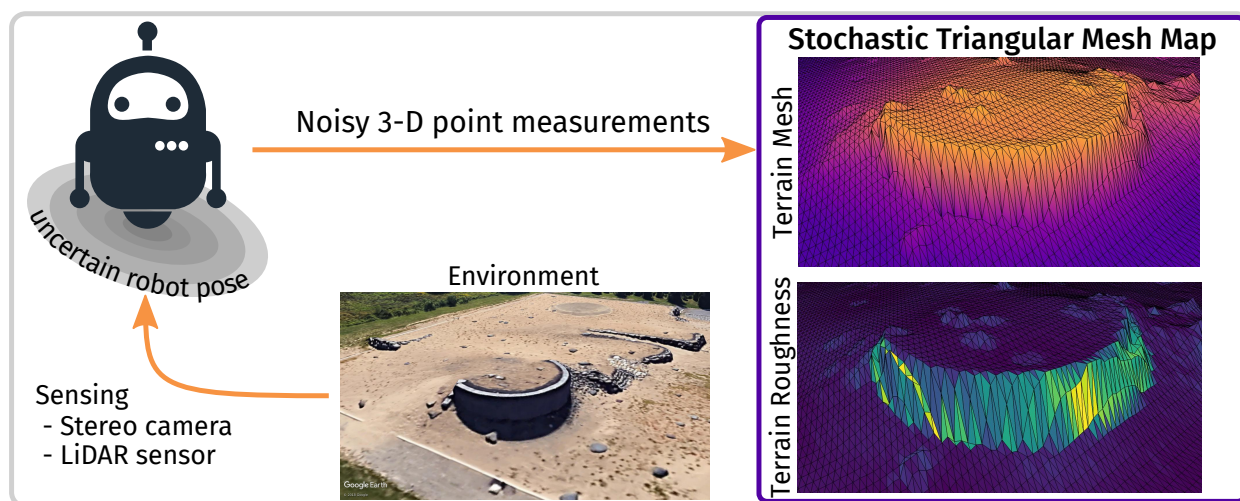 Stochastic Triangular Mesh Map
Terrain Mesh
Noisy 3-D point measurements
uncertain robot pose
Environment
Terrain Roughness
Sensing
- Stereo camera
- LiDAR sensor
Google Earth